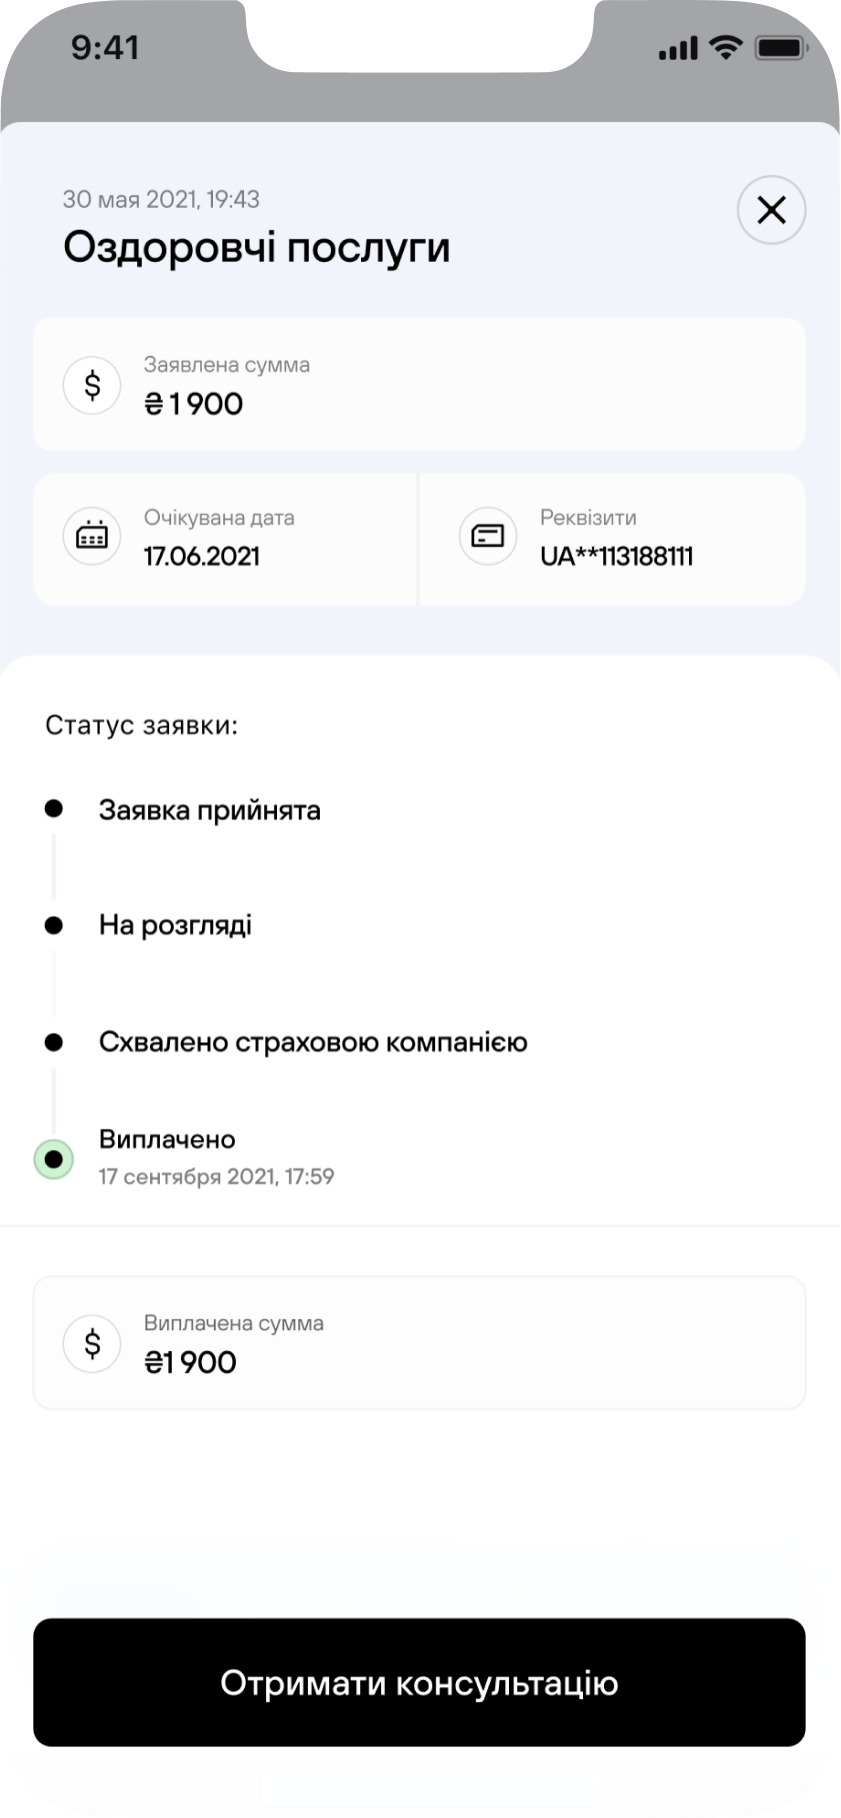 9:41
30 мая 2021, 19:43
Оздоровчі послуги
Заявлена сумма
₴ 1 900
Очікувана дата
17.06.2021
Реквізити
UA**113188111
Статус заявки:
Заявка прийнята
На розгляді
Схвалено страховою компанією
Виплачено
17 сентября 2021, 17:59
Виплачена сумма
₴1 900
Отримати консультацію